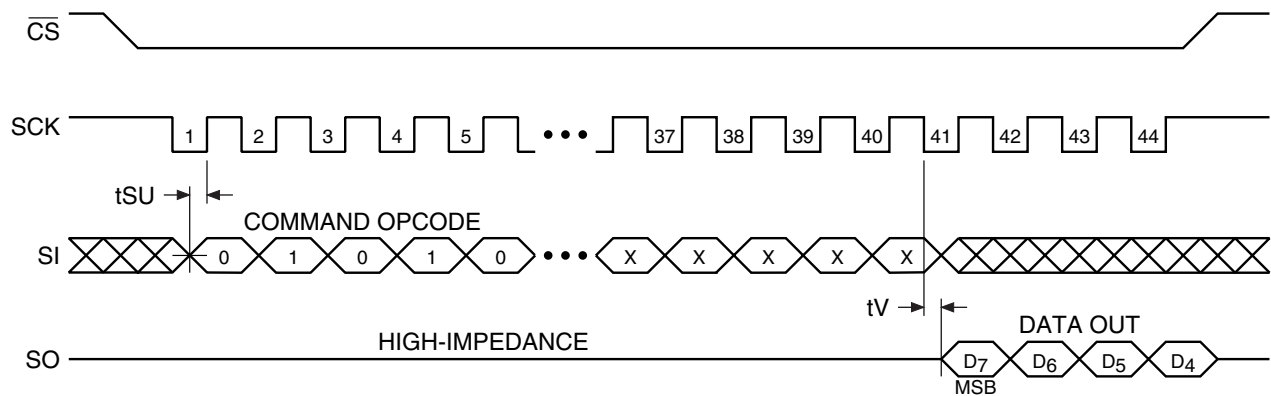 CS
SCK 1 2 3 4 5 ••• 37 38 39 40 41 42 43 44
tSU
COMMAND OPCODE
SI 0 1 0 1 0 ••• X X X X X
tV
HIGH-IMPEDANCE
DATA OUT
SO D7 D6 D5 D4
MSB